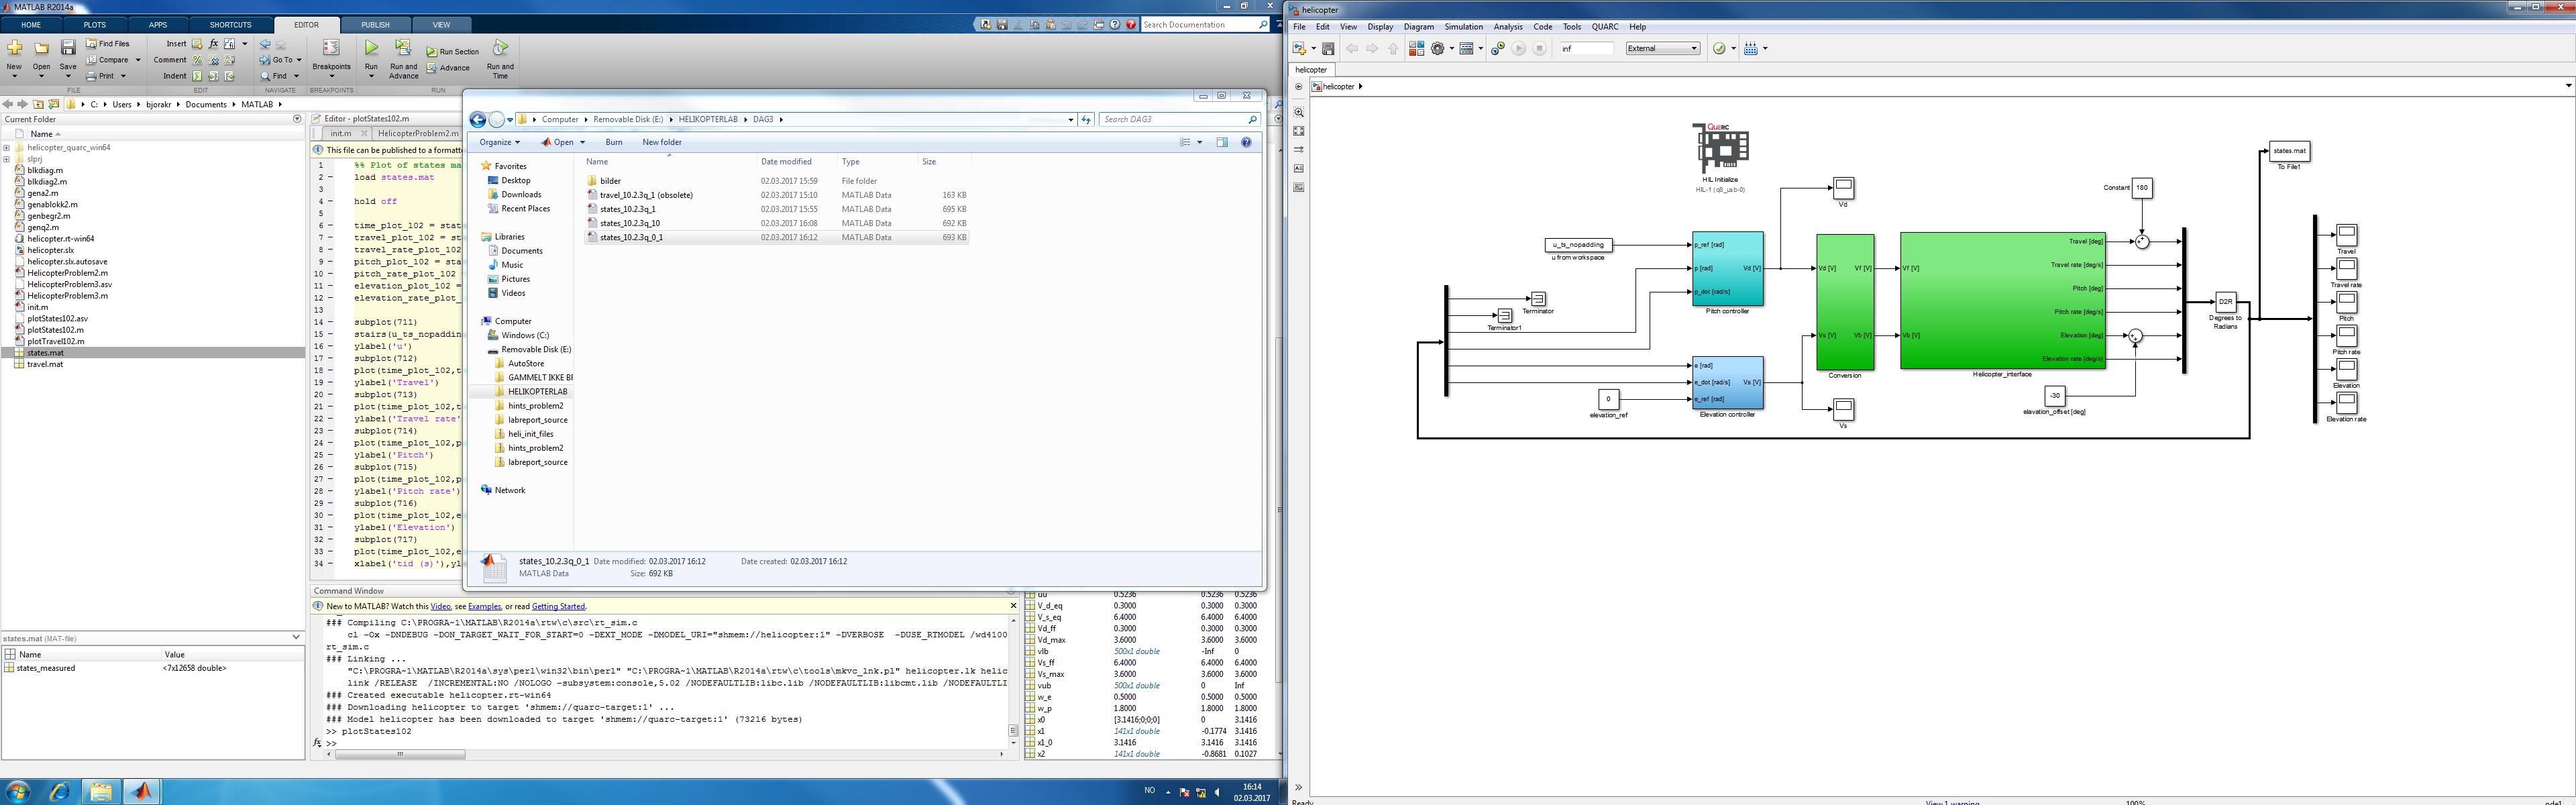 MATLAB R2014a
HOME PLOTS APPS SHORTCUTS EDITOR PUBLISH VIEW
Search Documentation
New Open Save Find Files Compare Print
Insert Comment Indent
Go To Find
Breakpoints Run Run and Advance Run Section Advance Run and Time
FILE EDIT NAVIGATE BREAKPOINTS RUN
C: Users bjorakr Documents MATLAB
Current Folder
Name
helicopter_quarc_win64
slprj
blkdiag.m
blkdiag2.m
gena2.m
genablokk2.m
genbegr2.m
genq2.m
helicopter.rt-win64
helicopter.slx
helicopter.slx.autosave
HelicopterProblem2.m
HelicopterProblem3.asv
HelicopterProblem3.m
init.m
plotStates102.asv
plotStates102.m
plotTravel102.m
states.mat
travel.mat
states.mat (MAT-file)
Name Value
states_measured <7x12658 double>
Editor - plotStates102.m
init.m HelicopterProblem2.m
This file can be published to a formatte
1 %% Plot of states ma
2 load states.mat
3
4 hold off
5
6 time_plot_102 = stat
7 travel_plot_102 = st
8 travel_rate_plot_102
9 pitch_plot_102 = sta
10 pitch_rate_plot_102
11 elevation_plot_102 =
12 elevation_rate_plot_
13
14 subplot(711)
15 stairs(u_ts_nopaddin
16 ylabel('u')
17 subplot(712)
18 plot(time_plot_102,t
19 ylabel('Travel')
20 subplot(713)
21 plot(time_plot_102,t
22 ylabel('Travel rate'
23 subplot(714)
24 plot(time_plot_102,p
25 ylabel('Pitch')
26 subplot(715)
27 plot(time_plot_102,p
28 ylabel('Pitch rate')
29 subplot(716)
30 plot(time_plot_102,e
31 ylabel('Elevation')
32 subplot(717)
33 plot(time_plot_102,e
34 xlabel('tid (s)'),yl
Computer Removable Disk (E:) HELIKOPTERLAB DAG3
Search DAG3
Organize Open Burn New folder
Favorites
Desktop
Downloads
Recent Places
Libraries
Documents
Music
Pictures
Videos
Computer
Windows (C:)
Removable Disk (E:)
AutoStore
GAMMELT IKKE BF
HELIKOPTERLAB
hints_problem2
labreport_source
heli_init_files
hints_problem2
labreport_source
Network
Name Date modified Type Size
bilder 02.03.2017 15:59 File folder
travel_10.2.3q_1 (obsolete) 02.03.2017 15:10 MATLAB Data 163 KB
states_10.2.3q_1 02.03.2017 15:55 MATLAB Data 695 KB
states_10.2.3q_10 02.03.2017 16:08 MATLAB Data 692 KB
states_10.2.3q_0_1 02.03.2017 16:12 MATLAB Data 693 KB
states_10.2.3q_0_1 Date modified: 02.03.2017 16:12 Date created: 02.03.2017 16:12
MATLAB Data Size: 692 KB
Command Window
New to MATLAB? Watch this Video, see Examples, or read Getting Started.
### Compiling C:\PROGRA~1\MATLAB\R2014a\rtw\c\src\rt_sim.c
cl -Ox -DNDEBUG -DON_TARGET_WAIT_FOR_START=0 -DEXT_MODE -DMODEL_URI="shmem://helicopter:1" -DVERBOSE -DUSE_RTMODEL /wd4100
rt_sim.c
### Linking ...
"C:\PROGRA~1\MATLAB\R2014a\sys\perl\win32\bin\perl" "C:\PROGRA~1\MATLAB\R2014a\rtw\c\tools\mkvc_lnk.pl" helicopter.lk helic
link /RELEASE /INCREMENTAL:NO /NOLOGO -subsystem:console,5.02 /NODEFAULTLIB:libc.lib /NODEFAULTLIB:libcmt.lib /NODEFAULTLI
### Created executable helicopter.rt-win64
### Downloading helicopter to target 'shmem://quarc-target:1' ...
### Model helicopter has been downloaded to target 'shmem://quarc-target:1' (73216 bytes)
>> plotStates102
fx >>
uu 0.5236 0.5236 0.5236
V_d_eq 0.3000 0.3000 0.3000
V_s_eq 6.4000 6.4000 6.4000
Vd_ff 0.3000 0.3000 0.3000
Vd_max 3.6000 3.6000 3.6000
vlb 500x1 double -Inf 0
Vs_ff 6.4000 6.4000 6.4000
Vs_max 3.6000 3.6000 3.6000
vub 500x1 double 0 Inf
w_e 0.5000 0.5000 0.5000
w_p 1.8000 1.8000 1.8000
x0 [3.1416;0;0;0] 0 3.1416
x1 141x1 double -0.1774 3.1416
x1_0 3.1416 3.1416 3.1416
x2 141x1 double -0.8681 0.1027
NO 16:14
02.03.2017
helicopter
File Edit View Display Diagram Simulation Analysis Code Tools QUARC Help
inf External
helicopter
helicopter
QuaRC
HIL Initialize
HIL-1 (q8_usb-0)
states.mat
To File1
Constant 180
Vd
u_ts_nopadding
u from workspace
p_ref [rad]
p [rad] Vd [V]
p_dot [rad/s]
Pitch controller
Terminator
Terminator1
e [rad]
e_dot [rad/s] Vs [V]
e_ref [rad]
Elevation controller
0
elevation_ref
Vs
Vd [V] Vf [V]
Vs [V] Vb [V]
Conversion
Vf [V]
Vb [V]
Travel [deg]
Travel rate [deg/s]
Pitch [deg]
Pitch rate [deg/s]
Elevation [deg]
Elevation rate [deg/s]
Helicopter_interface
-30
elavation_offset [deg]
D2R
Degrees to
Radians
Travel
Travel rate
Pitch
Pitch rate
Elevation
Elevation rate
Ready View 1 warning 100% ode1